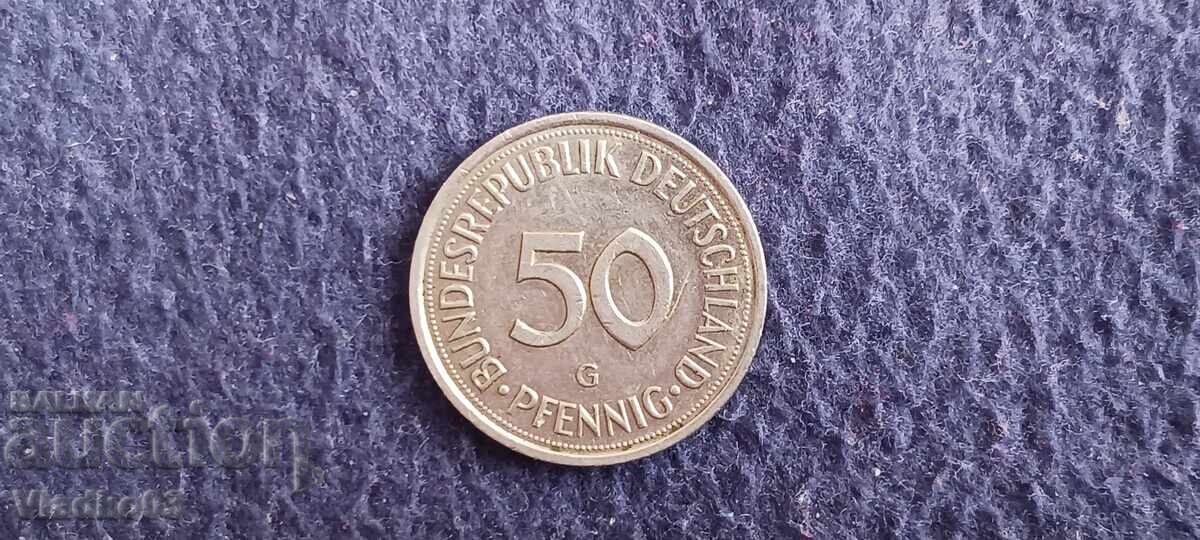 BUNDESREPUBLIK DEUTSCHLAND
50
G
· PFENNIG ·
BALKAN
auction
Vladko03